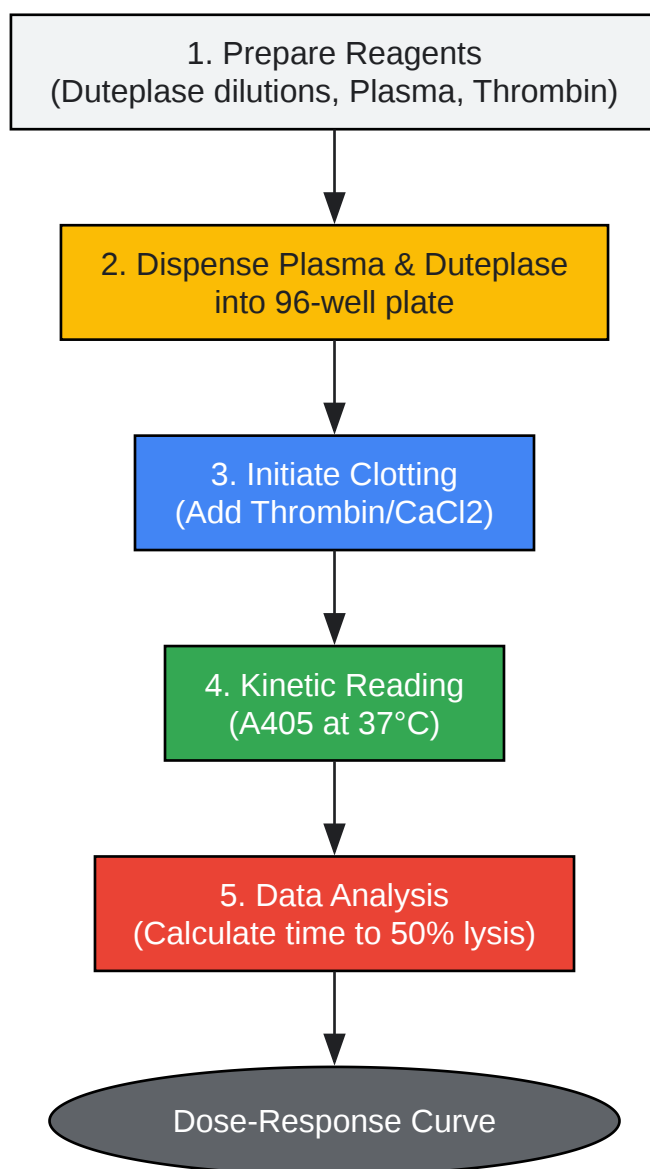 1. Prepare Reagents
(Duteplase dilutions, Plasma, Thrombin)
2. Dispense Plasma & Duteplase
into 96-well plate
3. Initiate Clotting
(Add Thrombin/CaCl2)
4. Kinetic Reading
(A405 at 37°C)
5. Data Analysis
(Calculate time to 50% lysis)
Dose-Response Curve